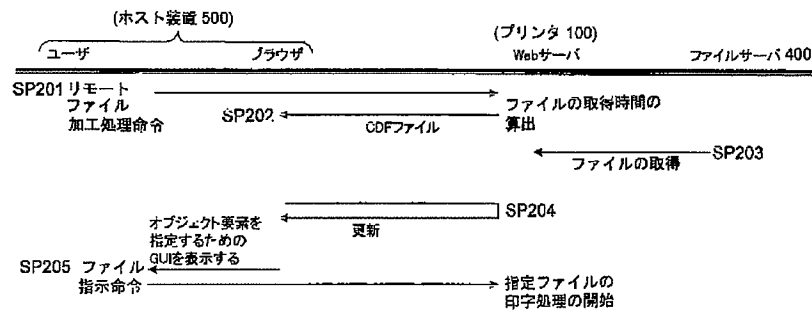 (ホスト装置 500)
(プリンタ 100)
ユーザ
ブラウザ
Webサーバ
ファイルサーバ 400
SP201 リモート
ファイル
加工処理命令
SP202
CDFファイル
ファイルの取得時間の
算出
ファイルの取得
SP203
SP204
更新
オブジェクト要素を
指定するための
GUIを表示する
SP205 ファイル
指示命令
指定ファイルの
印字処理の開始